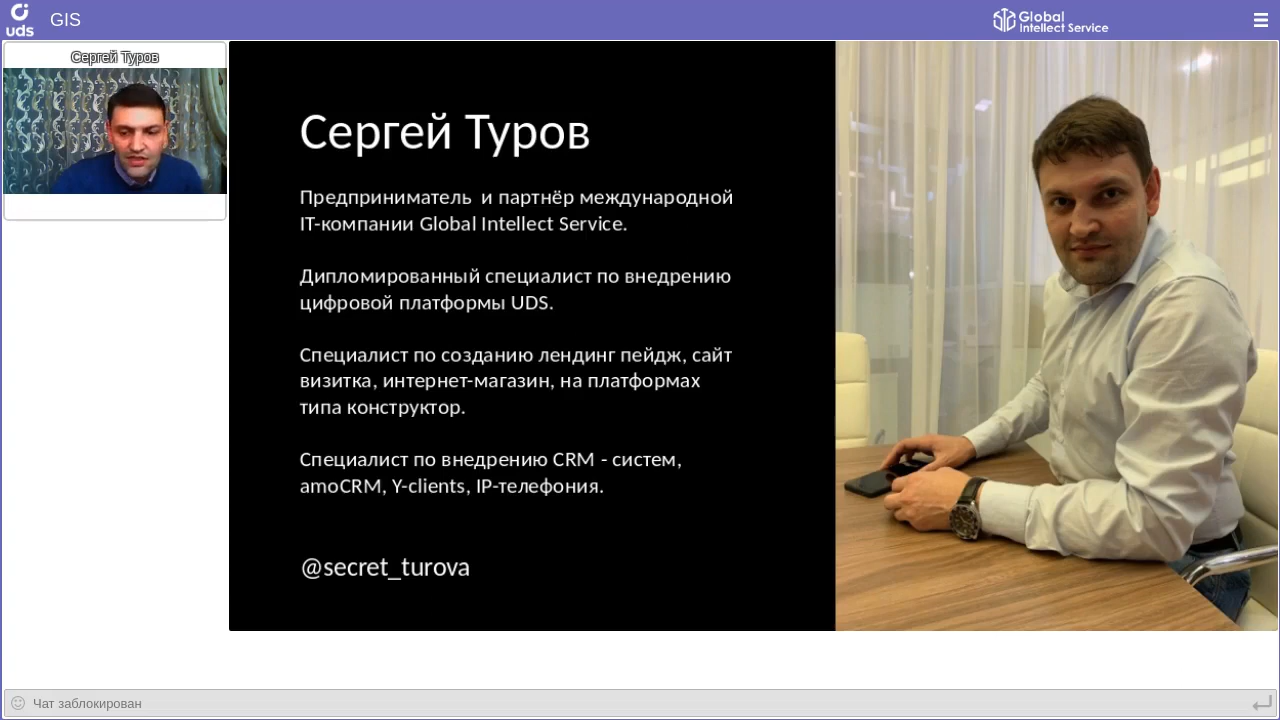 uds
GIS
Global
Intellect Service
Сергей Туров
Сергей Туров
Предприниматель  и партнёр международной
IT-компании Global Intellect Service.
Дипломированный специалист по внедрению
цифровой платформы UDS.
Специалист по созданию лендинг пейдж, сайт
визитка, интернет-магазин, на платформах
типа конструктор.
Специалист по внедрению CRM - систем,
amoCRM, Y-clients, IP-телефония.
@secret_turova
Чат заблокирован